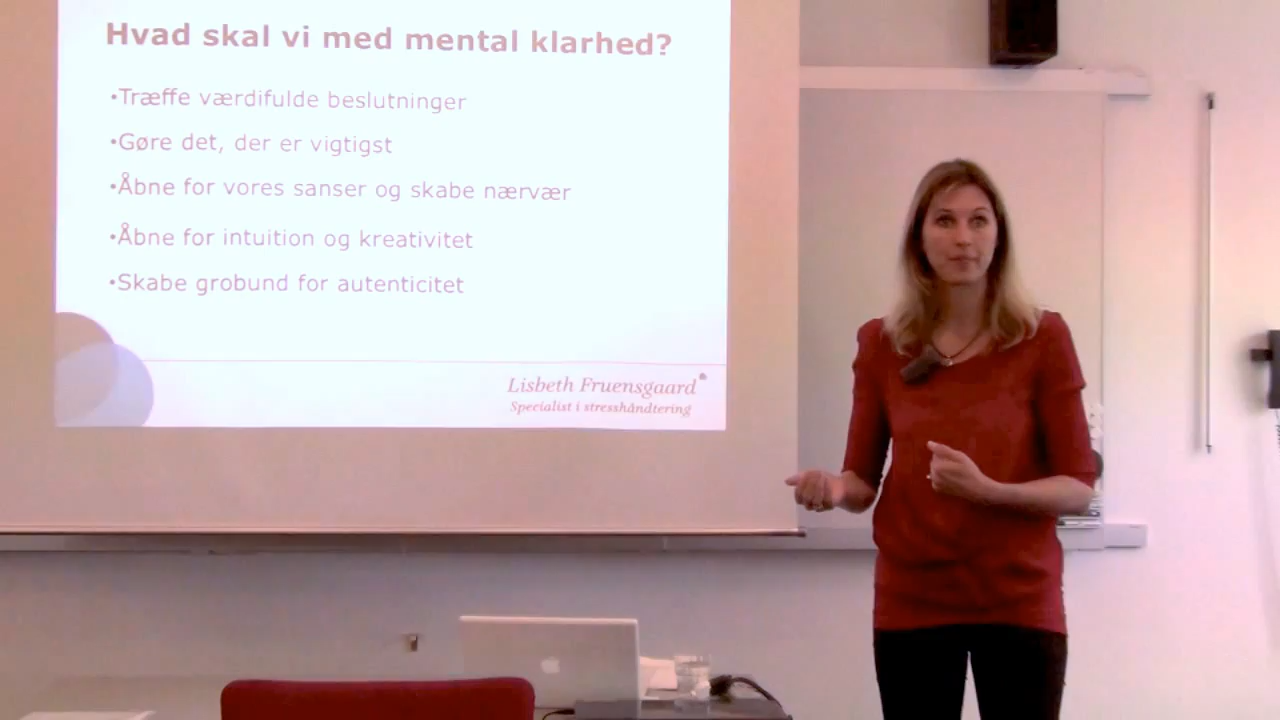 Hvad skal vi med mental klarhed?
•Træffe værdifulde beslutninger
•Gøre det, der er vigtigst
•Åbne for vores sanser og skabe nærvær
•Åbne for intuition og kreativitet
•Skabe grobund for autenticitet
Lisbeth Fruensgaard
Specialist i stresshåndtering